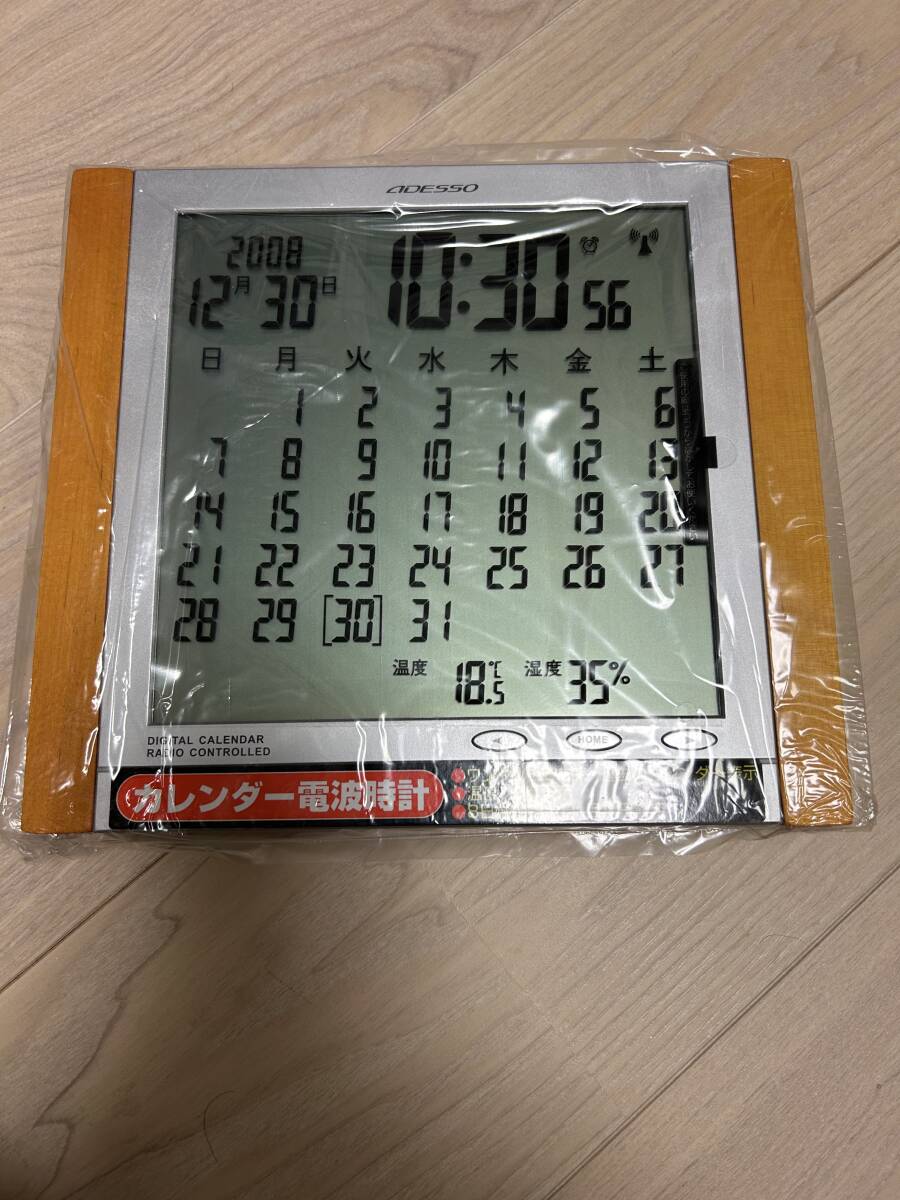 ADESSO
2008
12月30日 10:30 56
日 月 火 水 木 金 土
1 2 3 4 5 6
7 8 9 10 11 12 13
14 15 16 17 18 19 20
21 22 23 24 25 26 27
28 29 [30] 31
温度 18.5℃ 湿度 35%
DIGITAL CALENDAR
RADIO CONTROLLED
HOME
カレンダー電波時計